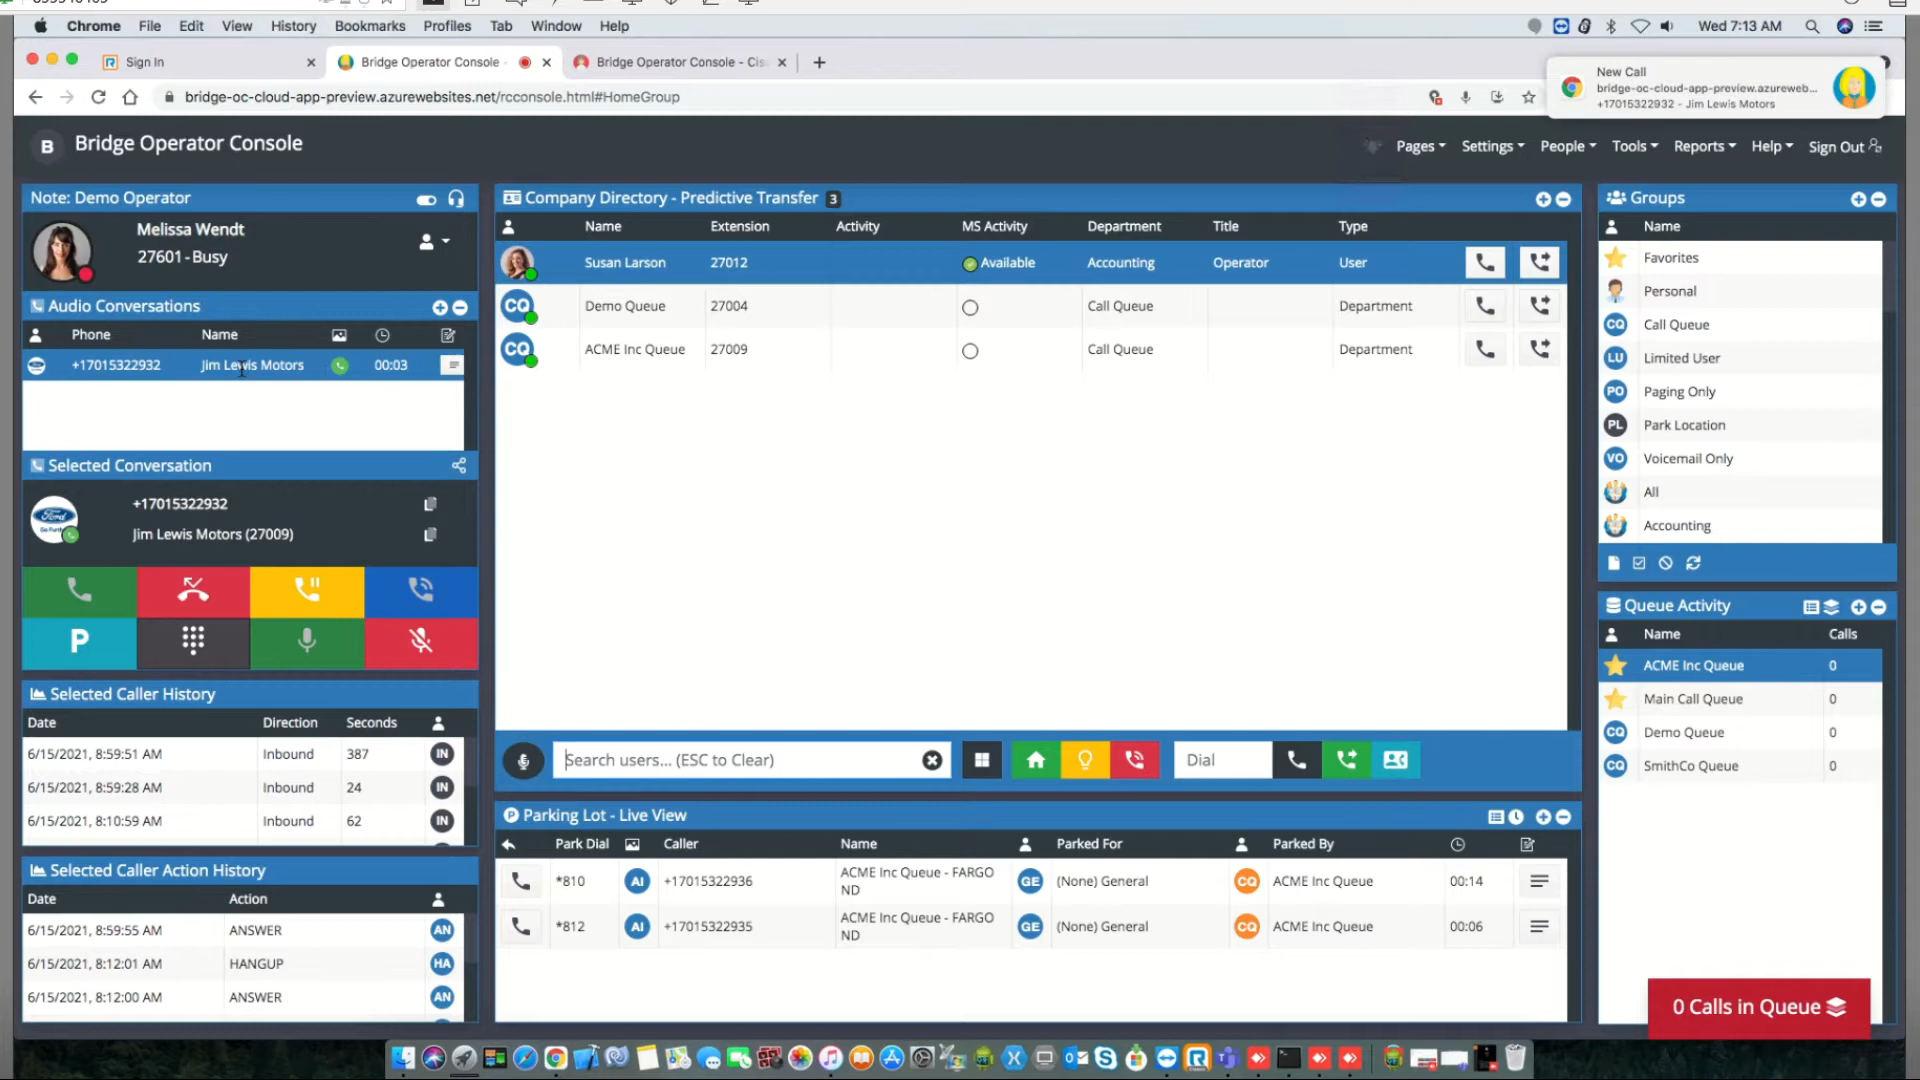 Chrome File Edit View History Bookmarks Profiles Tab Window Help
Wed 7:13 AM
Sign In
Bridge Operator Console -
Bridge Operator Console - Cis
bridge-oc-cloud-app-preview.azurewebsites.net/rcconsole.html#HomeGroup
New Call
bridge-oc-cloud-app-preview.azureweb...
+17015322932 - Jim Lewis Motors
B Bridge Operator Console
Pages Settings People Tools Reports Help Sign Out
Note: Demo Operator
Melissa Wendt
27601 - Busy
Audio Conversations
Phone Name
+17015322932 Jim Lewis Motors 00:03
Selected Conversation
+17015322932
Jim Lewis Motors (27009)
P
Selected Caller History
Date Direction Seconds
6/15/2021, 8:59:51 AM Inbound 387 IN
6/15/2021, 8:59:28 AM Inbound 24 IN
6/15/2021, 8:10:59 AM Inbound 62 IN
Selected Caller Action History
Date Action
6/15/2021, 8:59:55 AM ANSWER AN
6/15/2021, 8:12:01 AM HANGUP HA
6/15/2021, 8:12:00 AM ANSWER AN
Company Directory - Predictive Transfer 3
Name Extension Activity MS Activity Department Title Type
Susan Larson 27012 Available Accounting Operator User
CQ Demo Queue 27004 Call Queue Department
CQ ACME Inc Queue 27009 Call Queue Department
Search users... (ESC to Clear)
Dial
Parking Lot - Live View
Park Dial Caller Name Parked For Parked By
*810 AI +17015322936 ACME Inc Queue - FARGO ND GE (None) General CQ ACME Inc Queue 00:14
*812 AI +17015322935 ACME Inc Queue - FARGO ND GE (None) General CQ ACME Inc Queue 00:06
Groups
Name
Favorites
Personal
CQ Call Queue
LU Limited User
PO Paging Only
PL Park Location
VO Voicemail Only
All
Accounting
Queue Activity
Name Calls
ACME Inc Queue 0
Main Call Queue 0
CQ Demo Queue 0
CQ SmithCo Queue 0
0 Calls in Queue